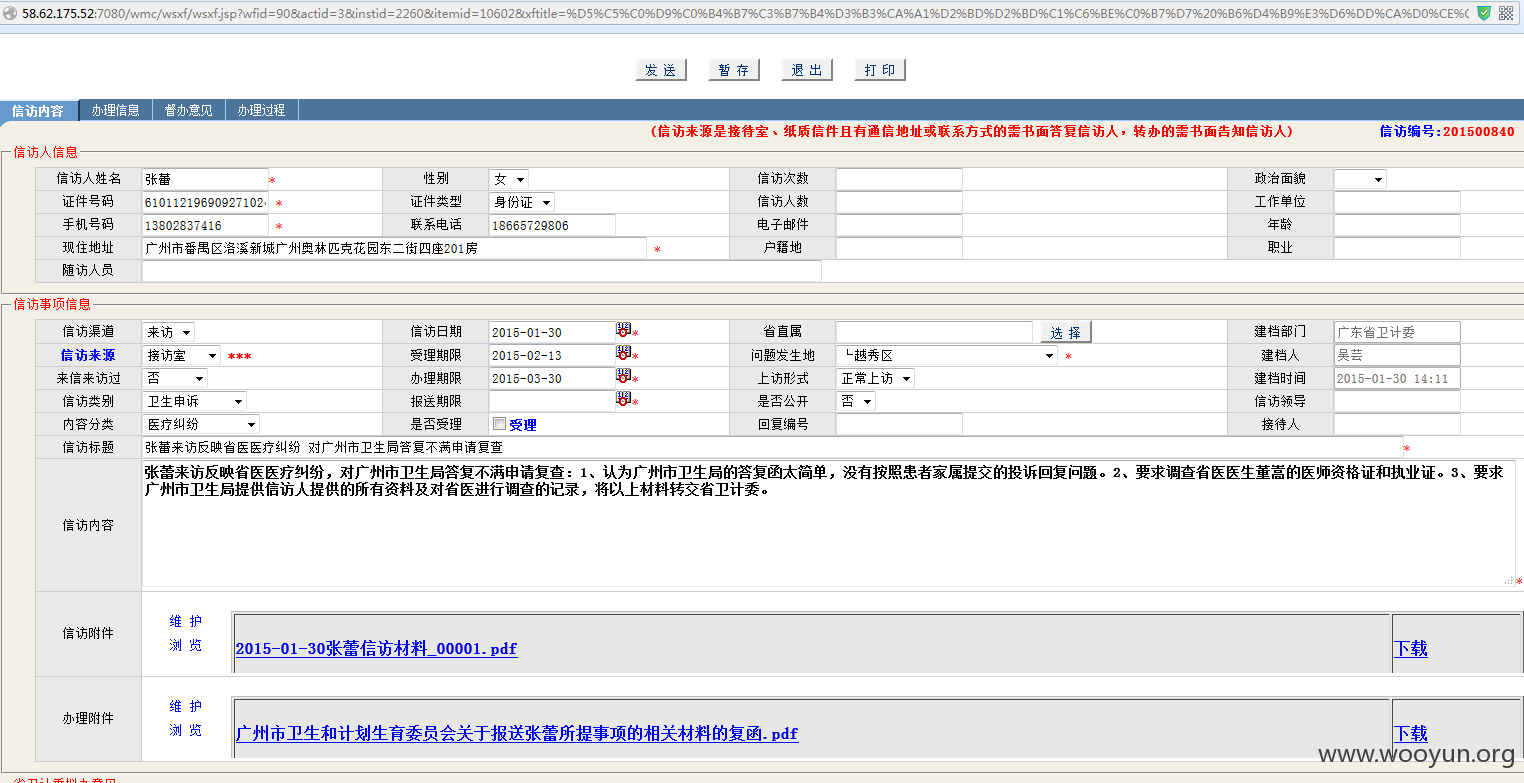 58.62.175.52:7080/wmc/wsxf/wsxf.jsp?wfid=90&actid=3&instid=2260&itemid=10602&xftitle=%D5%C5%C0%D9%C0%B4%B7%C3%B7%B4%D3%B3%CA%A1%D2%BD%D2%BD%C1%C6%BE%C0%B7%D7%20%B6%D4%B9%E3%D6%DD%CA%D0%CE%
发 送 暂 存 退 出 打 印
信访内容 办理信息 督办意见 办理过程
(信访来源是接待室、纸质信件且有通信地址或联系方式的需书面答复信访人，转办的需书面告知信访人) 信访编号:201500840
信访人信息
信访人姓名 张蕾 * 性别 女 信访次数 政治面貌
证件号码 61011219690927102 * 证件类型 身份证 信访人数 工作单位
手机号码 13802837416 * 联系电话 18665729806 电子邮件 年龄
现住地址 广州市番禺区洛溪新城广州奥林匹克花园东二街四座201房 * 户籍地 职业
随访人员
信访事项信息
信访渠道 来访 信访日期 2015-01-30 * 省直属 选 择 建档部门 广东省卫计委
信访来源 接访室 *** 受理期限 2015-02-13 * 问题发生地 ┗越秀区 * 建档人 吴芸
来信来访过 否 办理期限 2015-03-30 * 上访形式 正常上访 建档时间 2015-01-30 14:11
信访类别 卫生申诉 报送期限 * 是否公开 否 信访领导
内容分类 医疗纠纷 是否受理 受理 回复编号 接待人
信访标题 张蕾来访反映省医医疗纠纷 对广州市卫生局答复不满申请复查 *
信访内容 张蕾来访反映省医医疗纠纷，对广州市卫生局答复不满申请复查：1、认为广州市卫生局的答复函太简单，没有按照患者家属提交的投诉回复问题。2、要求调查省医医生董嵩的医师资格证和执业证。3、要求
广州市卫生局提供信访人提供的所有资料及对省医进行调查的记录，将以上材料转交省卫计委。 *
信访附件 维 护
浏 览
2015-01-30张蕾信访材料_00001.pdf 下载
办理附件 维 护
浏 览
广州市卫生和计划生育委员会关于报送张蕾所提事项的相关材料的复函.pdf 下载
www.wooyun.org